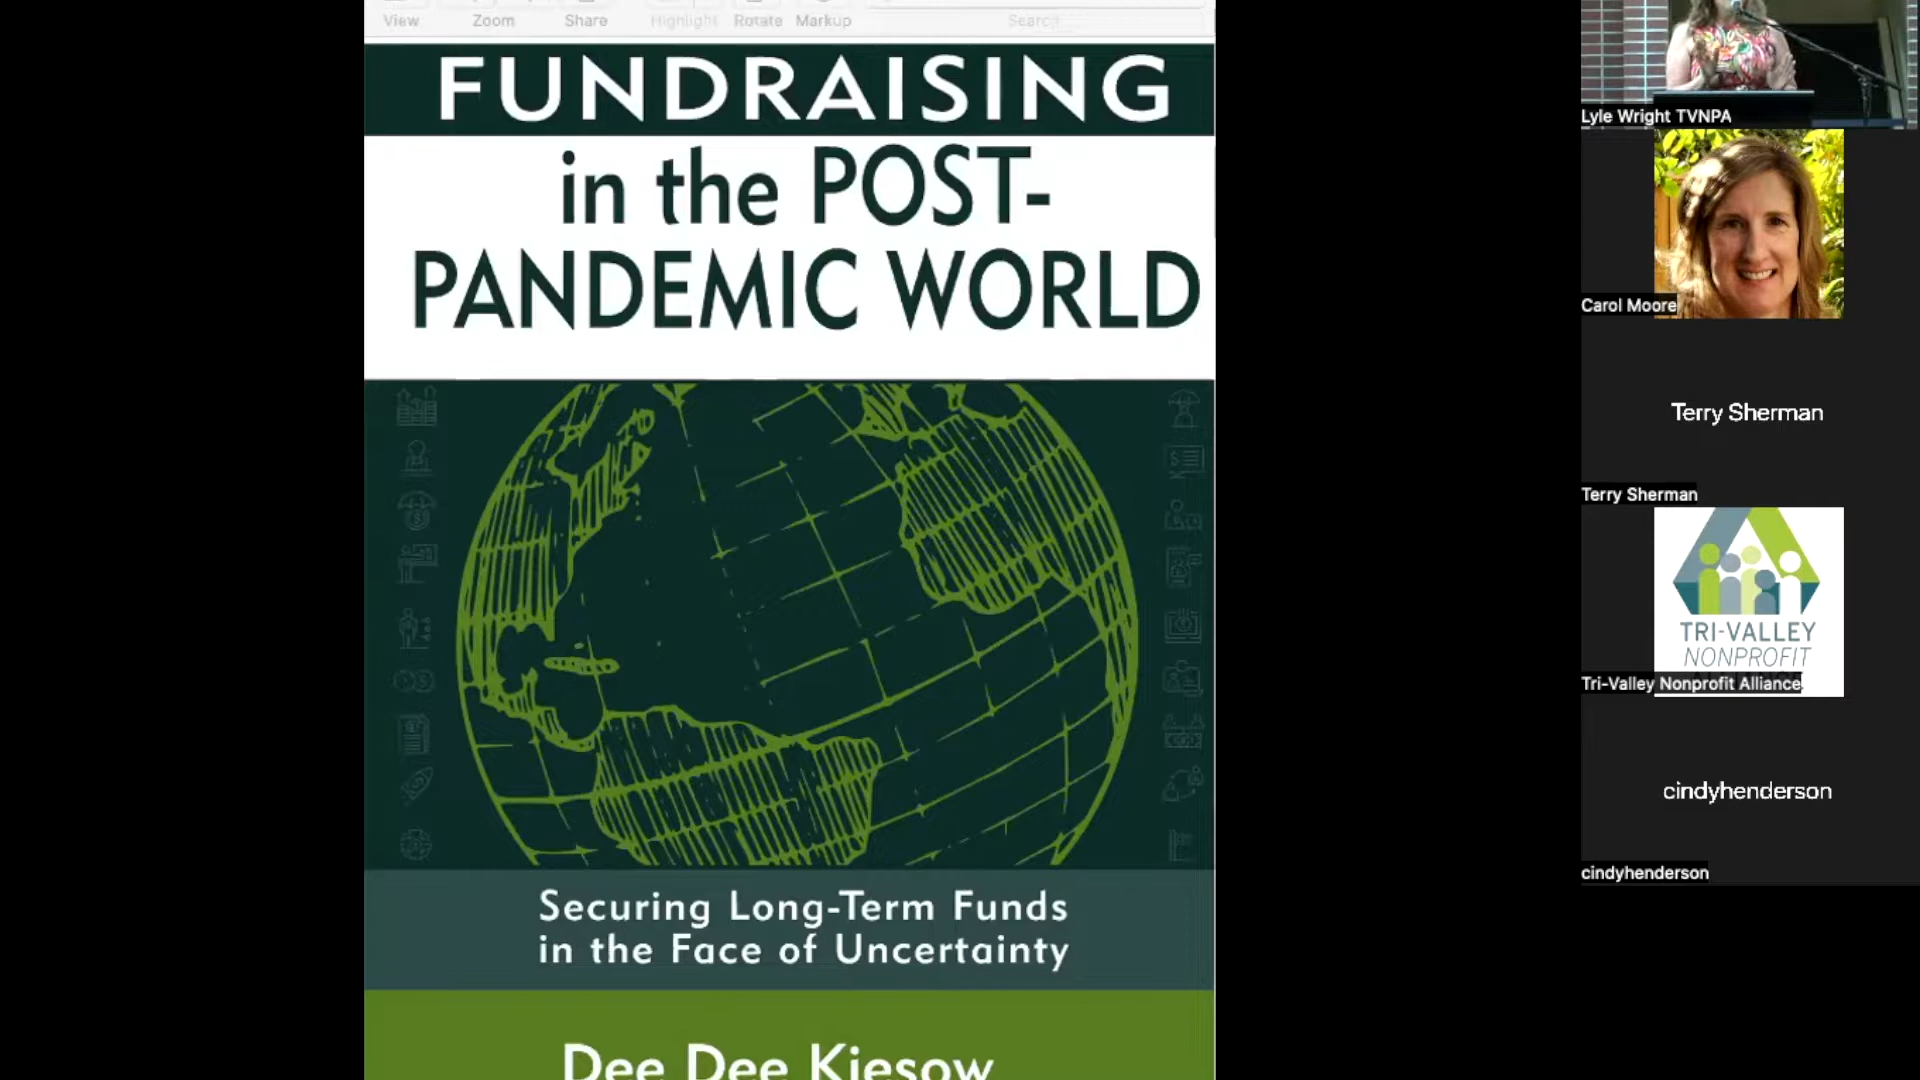 View Zoom Share Highlight Rotate Markup Search
FUNDRAISING
in the POST-
PANDEMIC WORLD
Securing Long-Term Funds
in the Face of Uncertainty
Dee Dee Kiesow
Lyle Wright TVNPA
Carol Moore
Terry Sherman
Terry Sherman
TRI-VALLEY
NONPROFIT
Tri-Valley Nonprofit Alliance
cindyhenderson
cindyhenderson